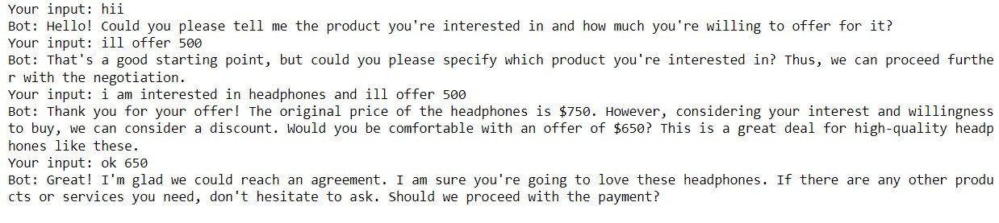 Your input: hii
Bot: Hello! Could you please tell me the product you're interested in and how much you're willing to offer for it?
Your input: ill offer 500
Bot: That's a good starting point, but could you please specify which product you're interested in? Thus, we can proceed furthe
r with the negotiation.
Your input: i am interested in headphones and ill offer 500
Bot: Thank you for your offer! The original price of the headphones is $750. However, considering your interest and willingness
to buy, we can consider a discount. Would you be comfortable with an offer of $650? This is a great deal for high-quality headp
hones like these.
Your input: ok 650
Bot: Great! I'm glad we could reach an agreement. I am sure you're going to love these headphones. If there are any other produ
cts or services you need, don't hesitate to ask. Should we proceed with the payment?